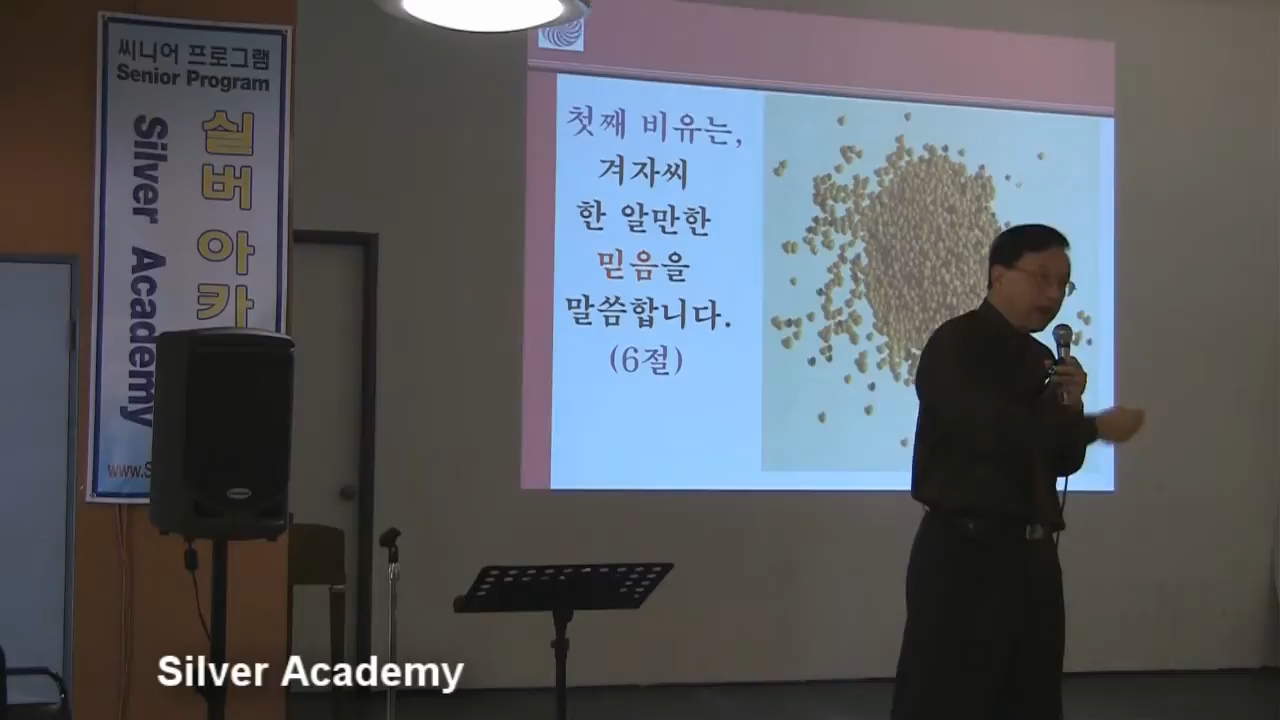 씨니어 프로그램
Senior Program
실버 아카
Silver Academy
www.S
첫째 비유는,
겨자씨
한 알만한
믿음을
말씀합니다.
(6절)
Silver Academy